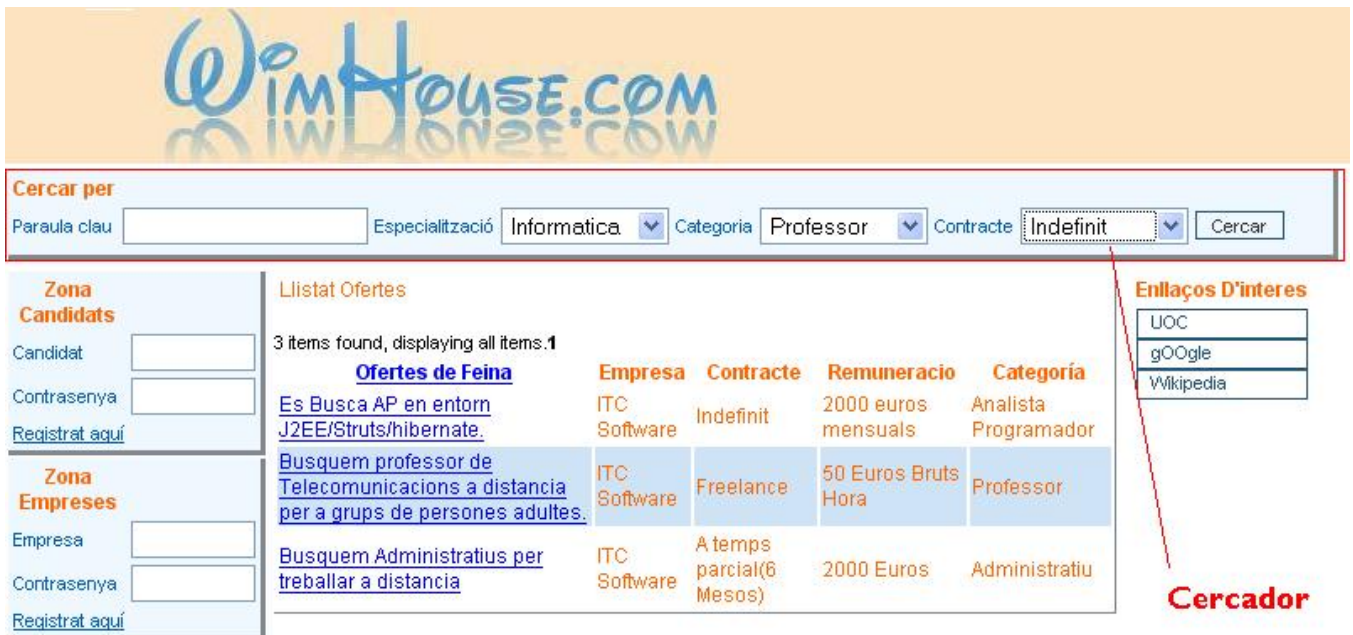 WimHouse.com
Cercar per
Paraula clau Especialització Informatica Categoria Professor Contracte Indefinit Cercar
Zona
Candidats
Candidat
Contrasenya
Registrat aquí
Zona
Empreses
Empresa
Contrasenya
Registrat aquí
Llistat Ofertes
3 items found, displaying all items.1
Ofertes de Feina Empresa Contracte Remuneracio Categoría
Es Busca AP en entorn
J2EE/Struts/hibernate.
ITC
Software
Indefinit
2000 euros
mensuals
Analista
Programador
Busquem professor de
Telecomunicacions a distancia
per a grups de persones adultes.
ITC
Software
Freelance
50 Euros Bruts
Hora
Professor
Busquem Administratius per
treballar a distancia
ITC
Software
A temps
parcial(6
Mesos)
2000 Euros
Administratiu
Enllaços D'interes
UOC
gOOgle
Wikipedia
Cercador